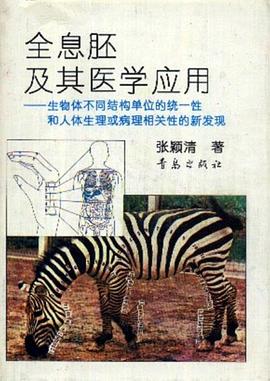 全息胚
及其医学应用
——生物体不同结构单位的统一性
和人体生理或病理相关性的新发现
张颖清 著
青岛出版社